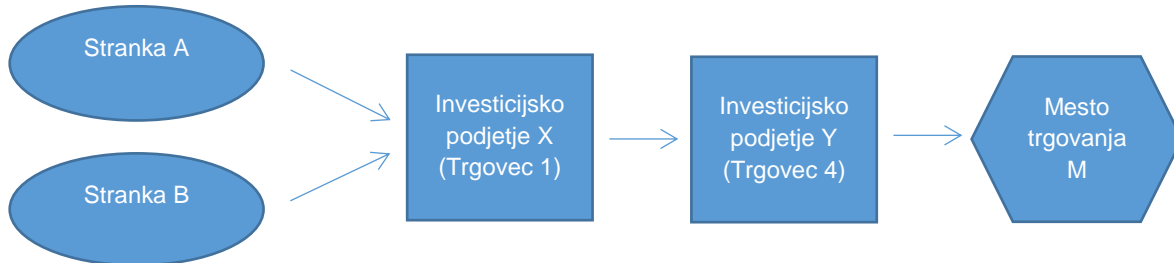 Stranka A
Stranka B
Investicijsko
podjetje X
(Trgovec 1)
Investicijsko
podjetje Y
(Trgovec 4)
Mesto
trgovanja
M